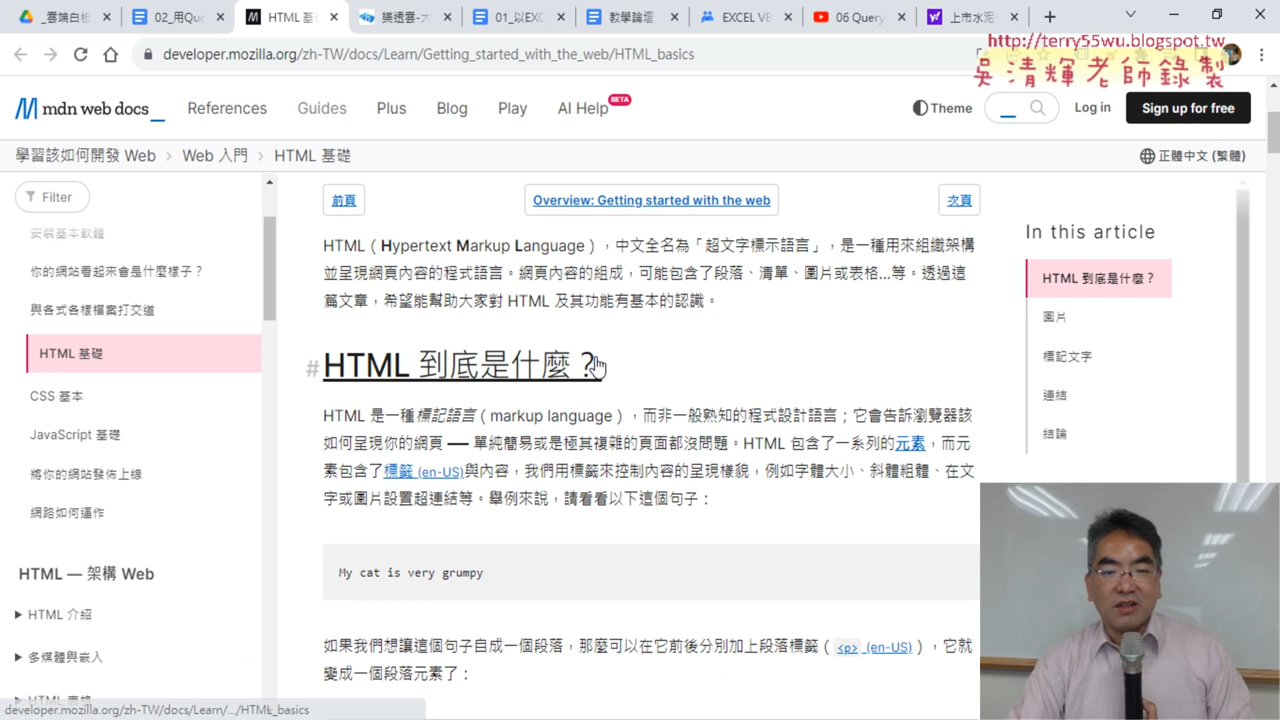 _雲端白板
02_用Que
HTML 基
樂透雲-大
01_以EXC
教學論壇
EXCEL VB
06 Query
上市水泥
http://terry55wu.blogspot.tw
developer.mozilla.org/zh-TW/docs/Learn/Getting_started_with_the_web/HTML_basics
吳清輝老師錄製
mdn web docs
References
Guides
Plus
Blog
Play
AI Help
BETA
Theme
Log in
Sign up for free
學習該如何開發 Web > Web 入門 > HTML 基礎
正體中文 (繁體)
Filter
安裝基本軟體
你的網站看起來會是什麼樣子？
與各式各樣檔案打交道
HTML 基礎
CSS 基本
JavaScript 基礎
將你的網站發佈上線
網路如何運作
HTML — 架構 Web
HTML 介紹
多媒體與嵌入
HTML 表格
前頁
Overview: Getting started with the web
次頁
HTML（Hypertext Markup Language），中文全名為「超文字標示語言」，是一種用來組織架構
並呈現網頁內容的程式語言。網頁內容的組成，可能包含了段落、清單、圖片或表格...等。透過這
篇文章，希望能幫助大家對 HTML 及其功能有基本的認識。
# HTML 到底是什麼？
HTML 是一種標記語言（markup language），而非一般熟知的程式設計語言；它會告訴瀏覽器該
如何呈現你的網頁 — 單純簡易或是極其複雜的頁面都沒問題。HTML 包含了一系列的元素，而元
素包含了標籤 (en-US)與內容，我們用標籤來控制內容的呈現樣貌，例如字體大小、斜體粗體、在文
字或圖片設置超連結等。舉例來說，請看看以下這個句子：
My cat is very grumpy
如果我們想讓這個句子自成一個段落，那麼可以在它前後分別加上段落標籤（<p> (en-US)），它就
變成一個段落元素了：
In this article
HTML 到底是什麼？
圖片
標記文字
連結
結論
developer.mozilla.org/zh-TW/docs/Learn/.../HTML_basics